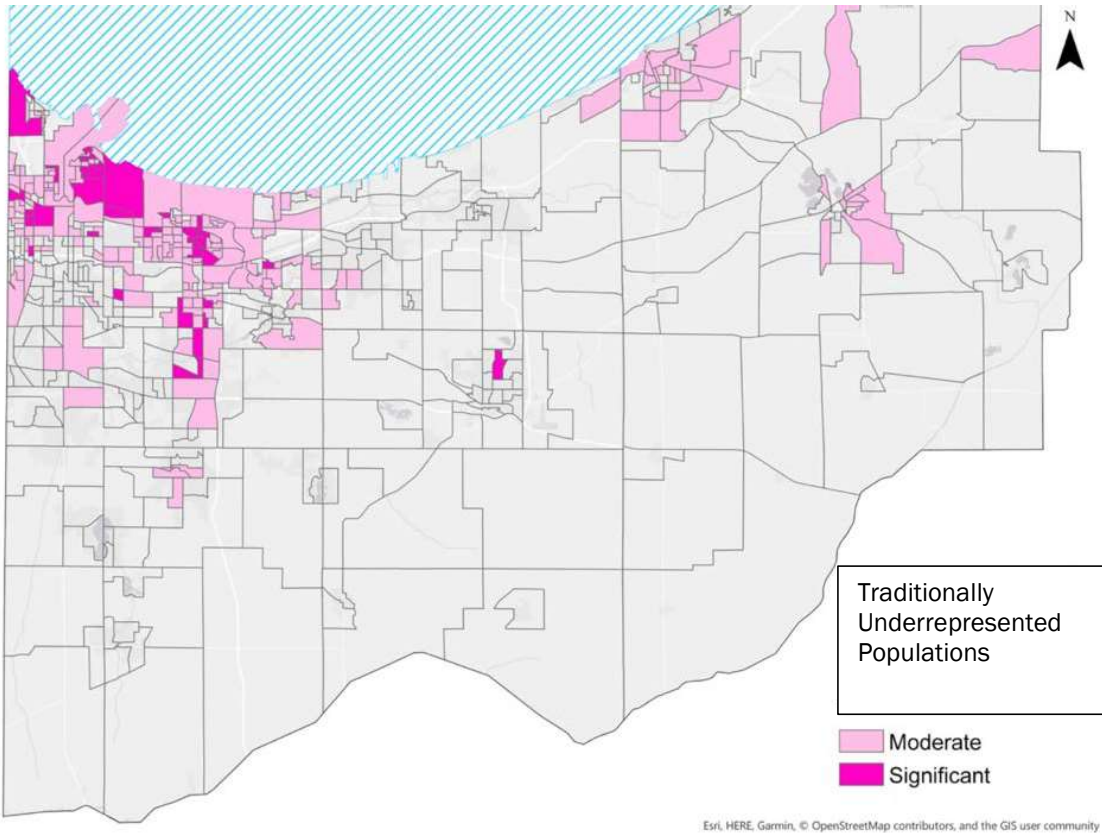 N
Traditionally
Underrepresented
Populations
Moderate
Significant
Esri, HERE, Garmin, © OpenStreetMap contributors, and the GIS user community